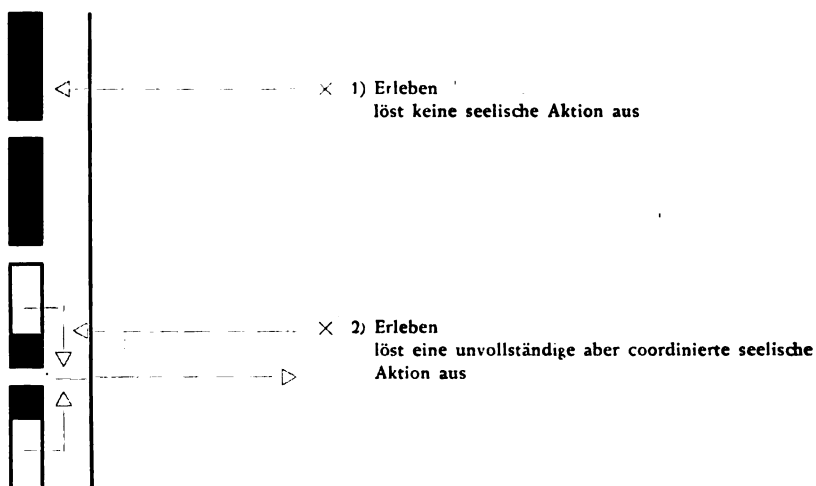 1) Erleben
löst keine seelische Aktion aus
2) Erleben
löst eine unvollständige aber coordinierte seelische
Aktion aus